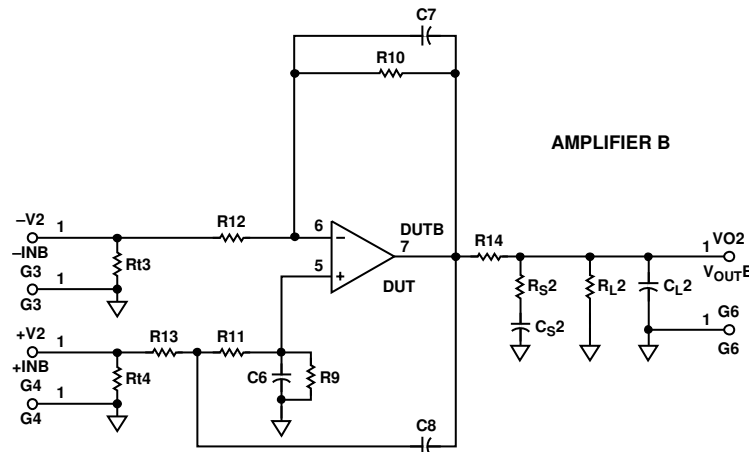 C7
R10
AMPLIFIER B
–V2
1
–INB
G3
1
G3
Rt3
R12
6
–
5
+
DUTB
7
DUT
R14
RS2
CS2
RL2
CL2
1
VO2
VOUTB
G6
1
G6
+V2
1
+INB
G4
1
G4
Rt4
R13
R11
C6
R9
C8